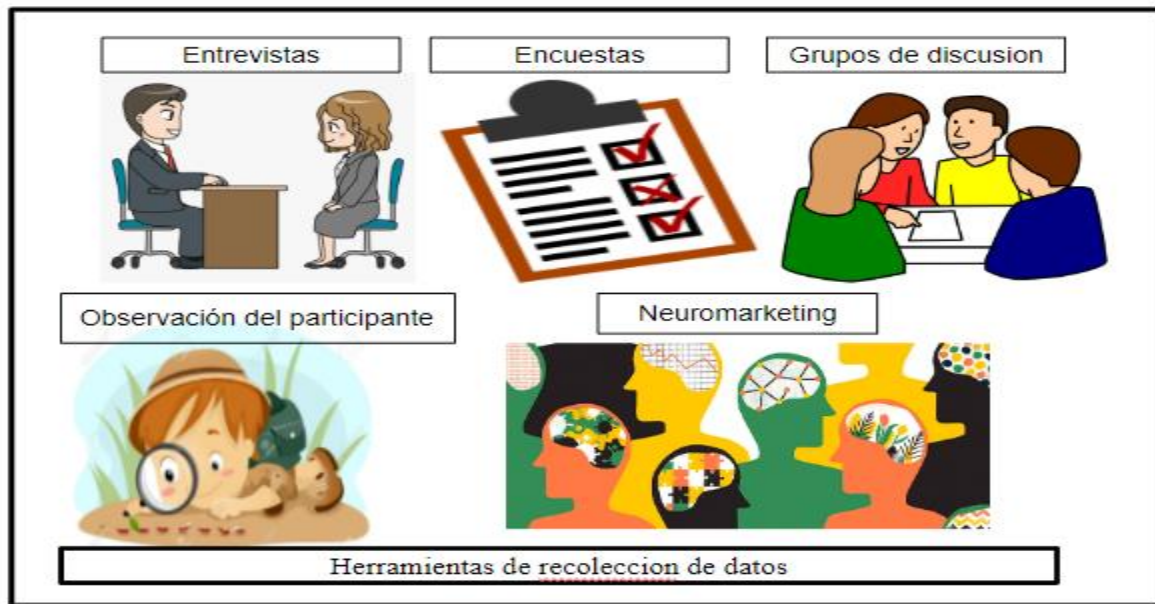 Entrevistas
Encuestas
Grupos de discusion
Observación del participante
Neuromarketing
Herramientas de recoleccion de datos